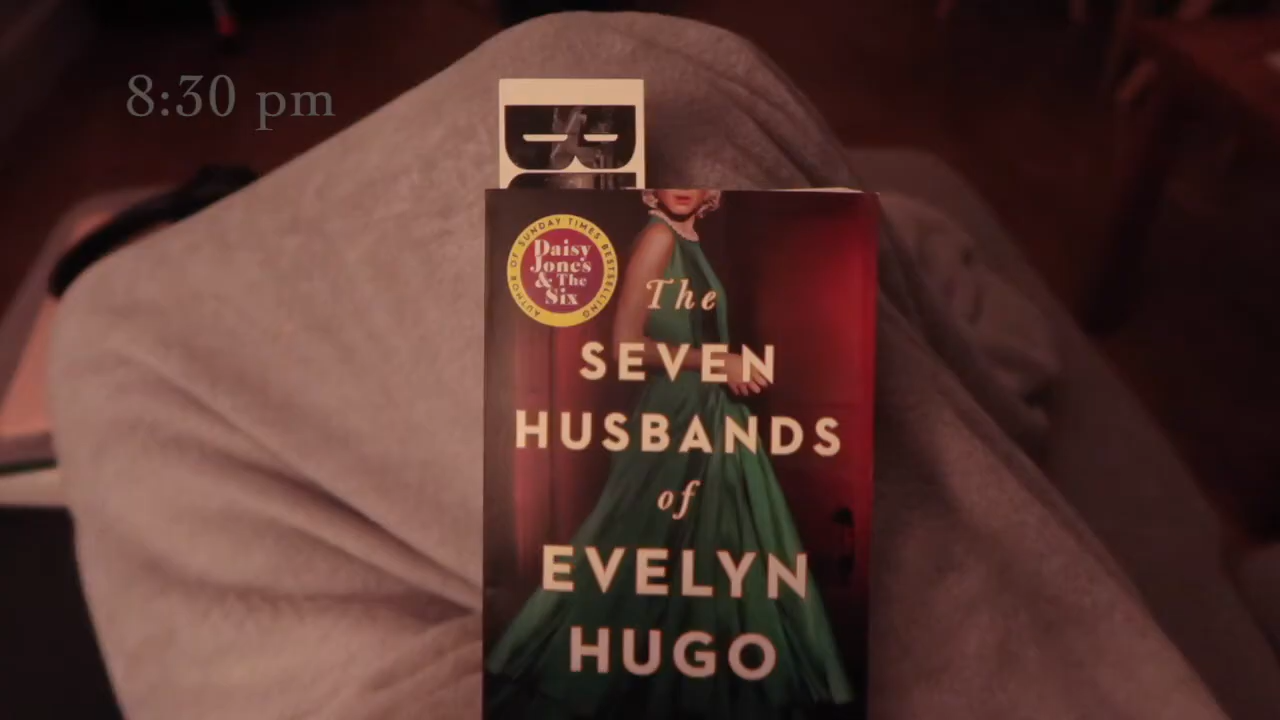 8:30 pm
B
AUTHOR OF SUNDAY TIMES BESTSELLING
Daisy
Jones
& The
Six
The
SEVEN
HUSBANDS
of
EVELYN
HUGO